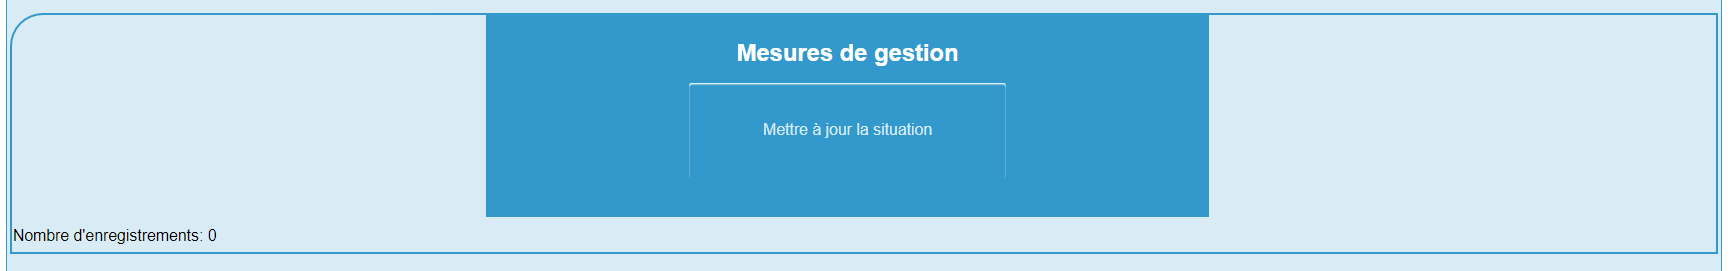 Mesures de gestion
Mettre à jour la situation
Nombre d'enregistrements: 0